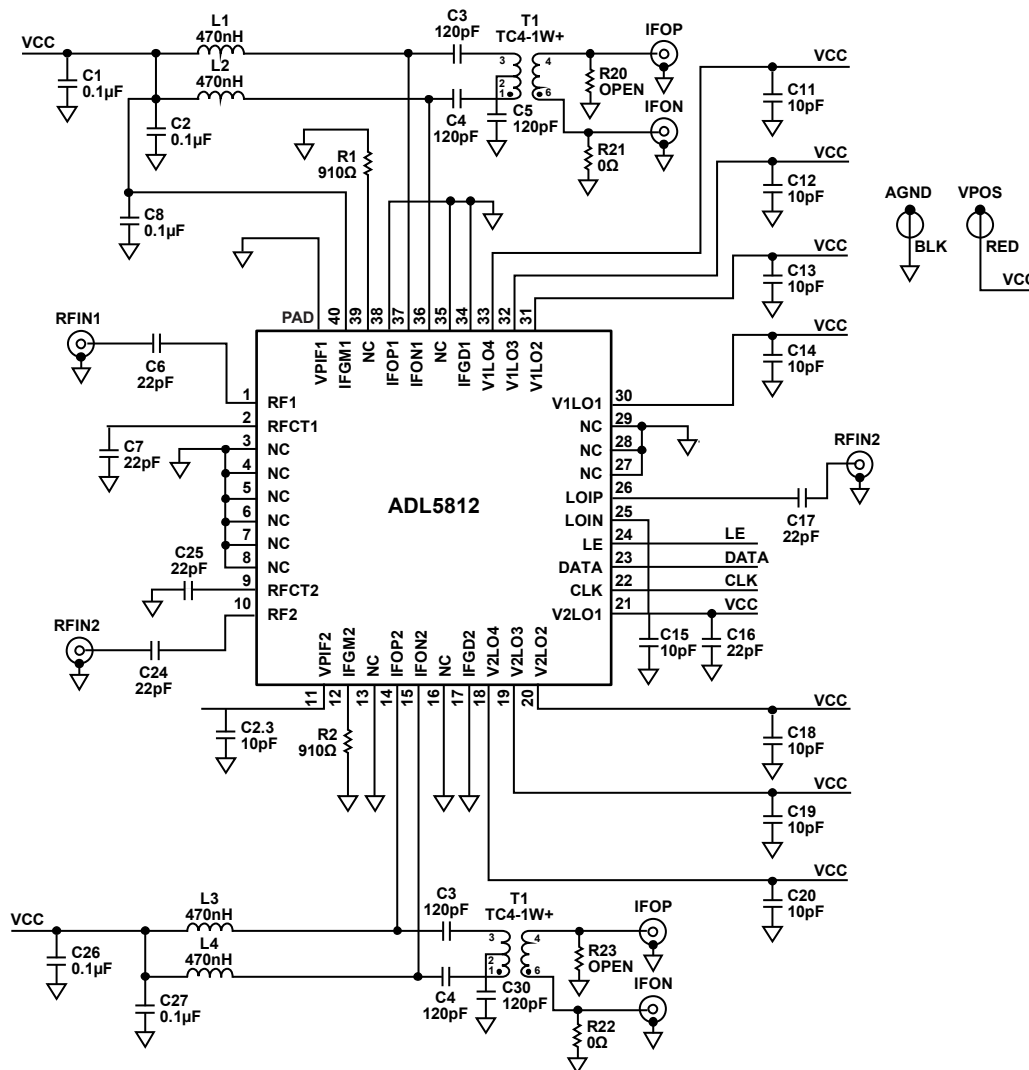 VCC
C1
0.1µF
L1
470nH
L2
470nH
C2
0.1µF
C8
0.1µF
C3
120pF
C4
120pF
T1
TC4-1W+
3
2
1
4
6
C5
120pF
IFOP
R20
OPEN
IFON
R21
0Ω
R1
910Ω
VCC
C11
10pF
VCC
C12
10pF
VCC
C13
10pF
VCC
C14
10pF
AGND
BLK
VPOS
RED
VCC
PAD
40
39
38
37
36
35
34
33
32
31
VPIF1
IFGM1
NC
IFOP1
IFON1
NC
IFGD1
V1LO4
V1LO3
V1LO2
RFIN1
C6
22pF
C7
22pF
C25
22pF
RFIN2
C24
22pF
1
2
3
4
5
6
7
8
9
10
RF1
RFCT1
NC
NC
NC
NC
NC
NC
RFCT2
RF2
ADL5812
V1LO1
NC
NC
NC
LOIP
LOIN
LE
DATA
CLK
V2LO1
30
29
28
27
26
25
24
23
22
21
RFIN2
C17
22pF
LE
DATA
CLK
VCC
C15
10pF
C16
22pF
VPIF2
IFGM2
NC
IFOP2
IFON2
NC
IFGD2
V2LO4
V2LO3
V2LO2
11
12
13
14
15
16
17
18
19
20
C2.3
10pF
R2
910Ω
VCC
C18
10pF
VCC
C19
10pF
VCC
C20
10pF
VCC
C26
0.1µF
L3
470nH
L4
470nH
C27
0.1µF
C3
120pF
C4
120pF
T1
TC4-1W+
3
2
1
4
6
C30
120pF
IFOP
R23
OPEN
IFON
R22
0Ω